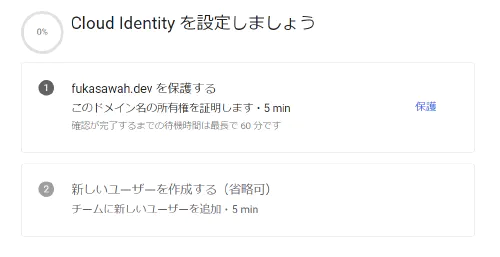 0%
Cloud Identity を設定しましょう
1
fukasawah.dev を保護する
このドメイン名の所有権を証明します・5 min
保護
確認が完了するまでの待機時間は最長で 60 分です
2
新しいユーザーを作成する（省略可）
チームに新しいユーザーを追加・5 min